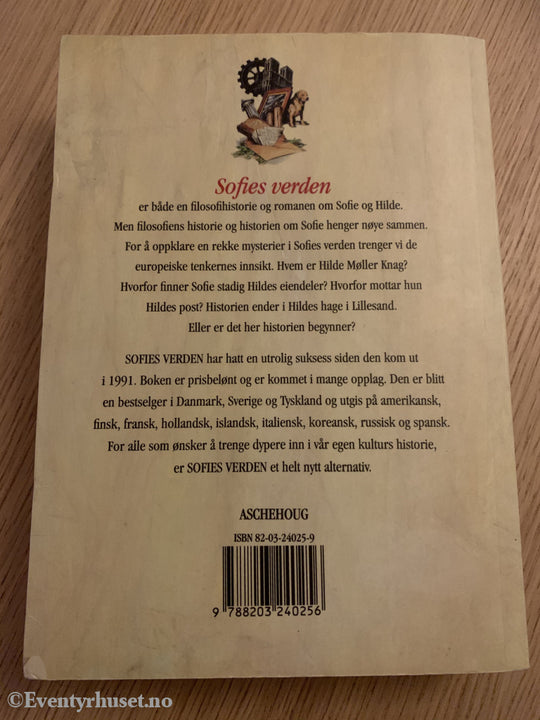 Sofies verden
er både en filosofihistorie og romanen om Sofie og Hilde.
Men filosofiens historie og historien om Sofie henger nøye sammen.
For å oppklare en rekke mysterier i Sofies verden trenger vi de
europeiske tenkernes innsikt. Hvem er Hilde Møller Knag?
Hvorfor finner Sofie stadig Hildes eiendeler? Hvorfor mottar hun
Hildes post? Historien ender i Hildes hage i Lillesand.
Eller er det her historien begynner?
SOFIES VERDEN har hatt en utrolig suksess siden den kom ut
i 1991. Boken er prisbelønt og er kommet i mange opplag. Den er blitt
en bestselger i Danmark, Sverige og Tyskland og utgis på amerikansk,
finsk, fransk, hollandsk, islandsk, italiensk, koreansk, russisk og spansk.
For alle som ønsker å trenge dypere inn i vår egen kulturs historie,
er SOFIES VERDEN et helt nytt alternativ.
ASCHEHOUG
ISBN 82-03-24025-9
9 788203 240256
©Eventyrhuset.no